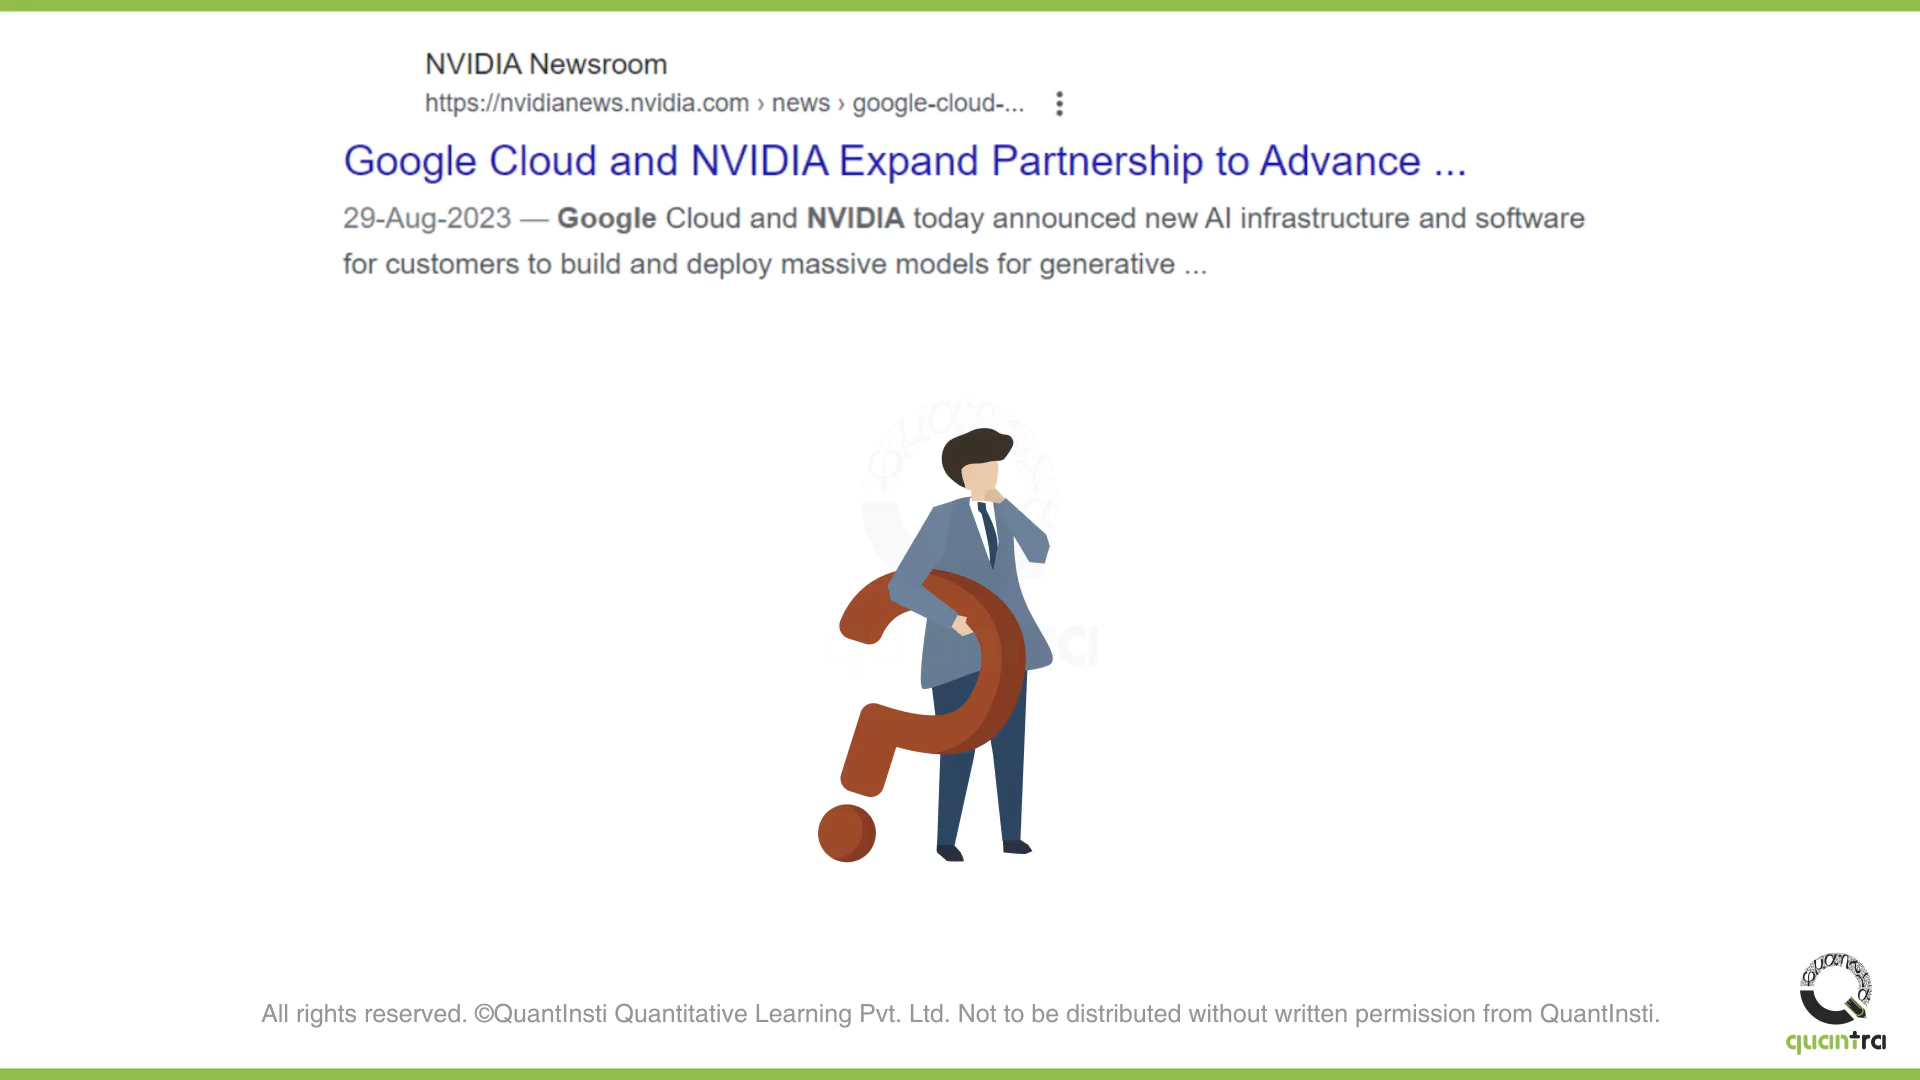 NVIDIA Newsroom
https://nvidianews.nvidia.com › news › google-cloud-...
Google Cloud and NVIDIA Expand Partnership to Advance ...
29-Aug-2023 — Google Cloud and NVIDIA today announced new AI infrastructure and software
for customers to build and deploy massive models for generative ...
All rights reserved. ©QuantInsti Quantitative Learning Pvt. Ltd. Not to be distributed without written permission from QuantInsti.
quantra